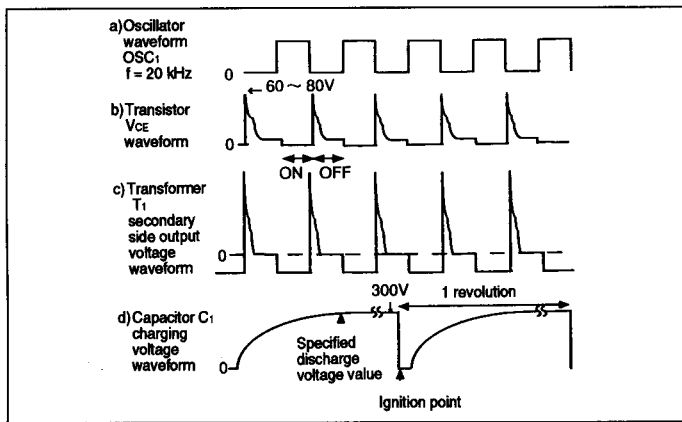 a) Oscillator
waveform
OSC1
f = 20 kHz
0
← 60 ~ 80V
b) Transistor
VCE
waveform
0
ON OFF
c) Transformer
T1
secondary
side output
voltage
waveform
0
300V
1 revolution
d) Capacitor C1
charging
voltage
waveform
0
Specified
discharge
voltage value
Ignition point